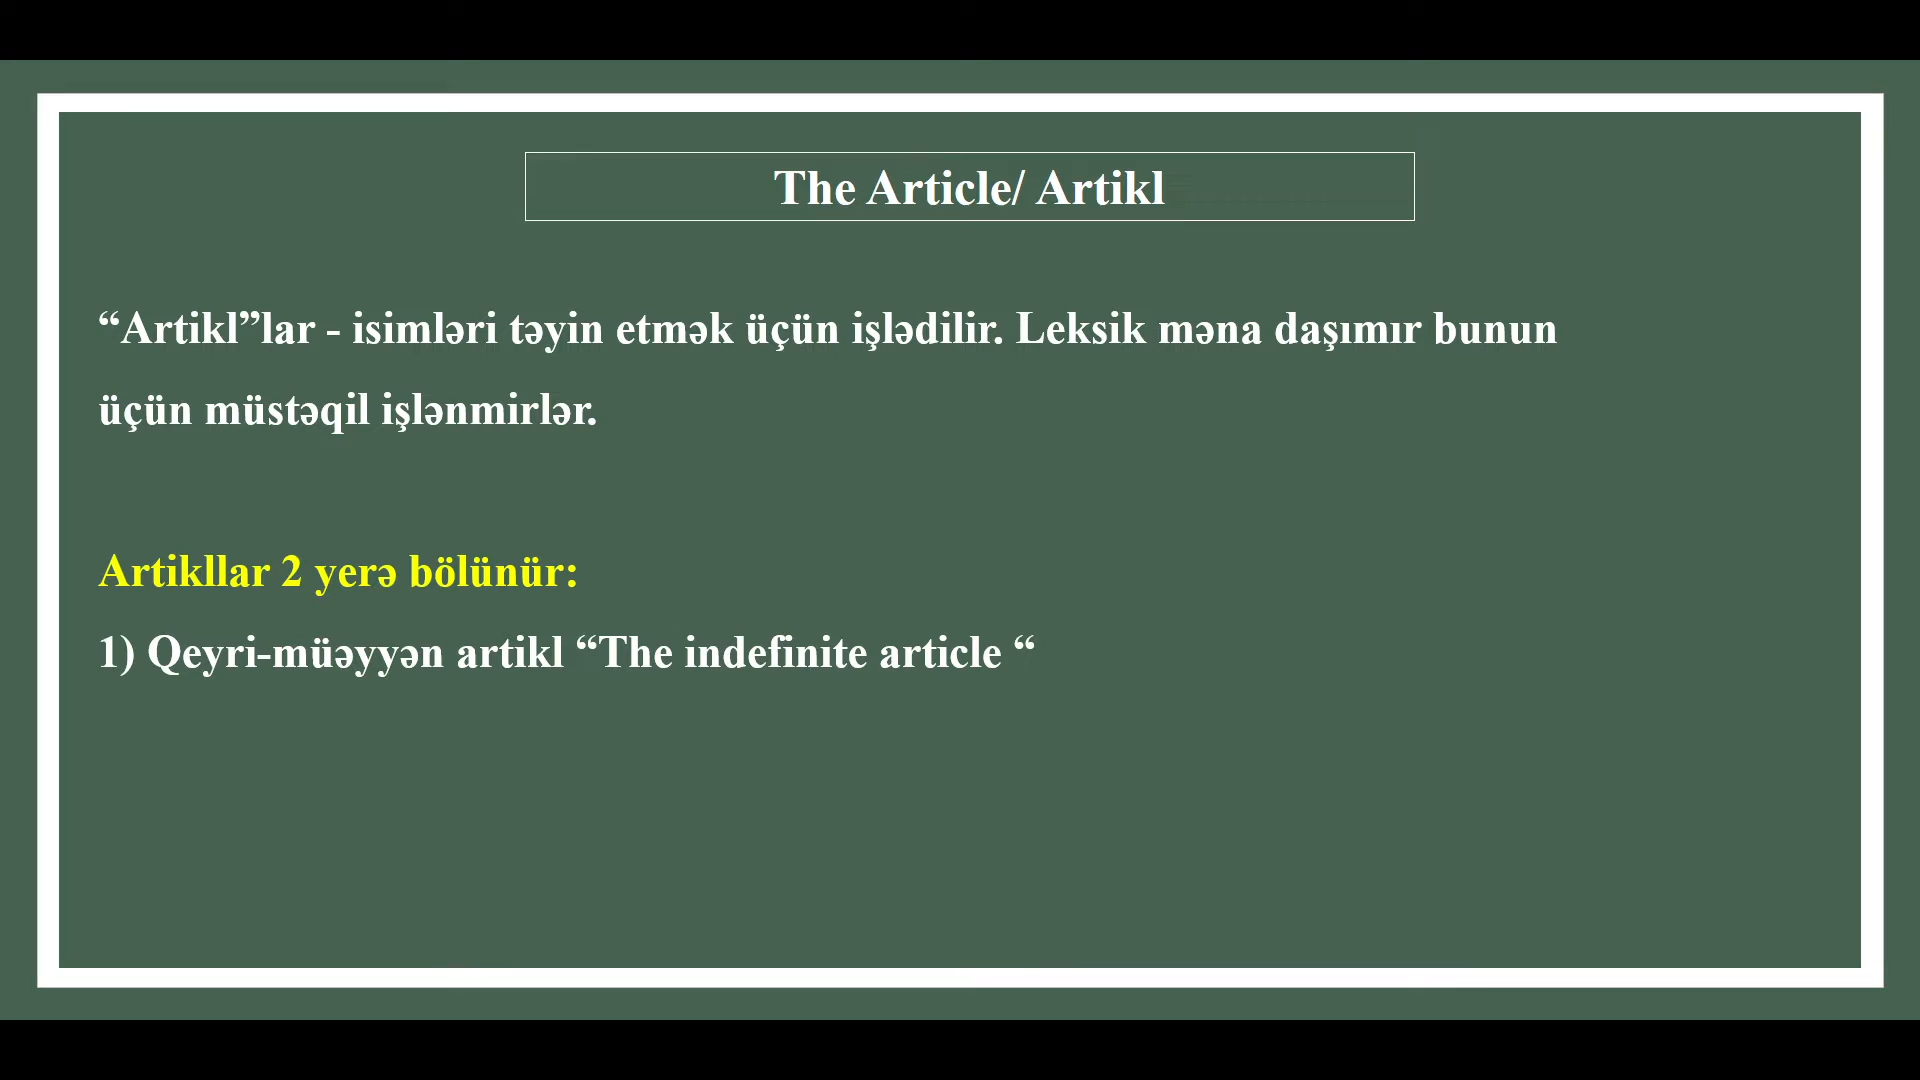 The Article/ Artikl
“Artikl”lar - isimləri təyin etmək üçün işlədilir. Leksik məna daşımır bunun
üçün müstəqil işlənmirlər.
Artikllar 2 yerə bölünür:
1) Qeyri-müəyyən artikl “The indefinite article “